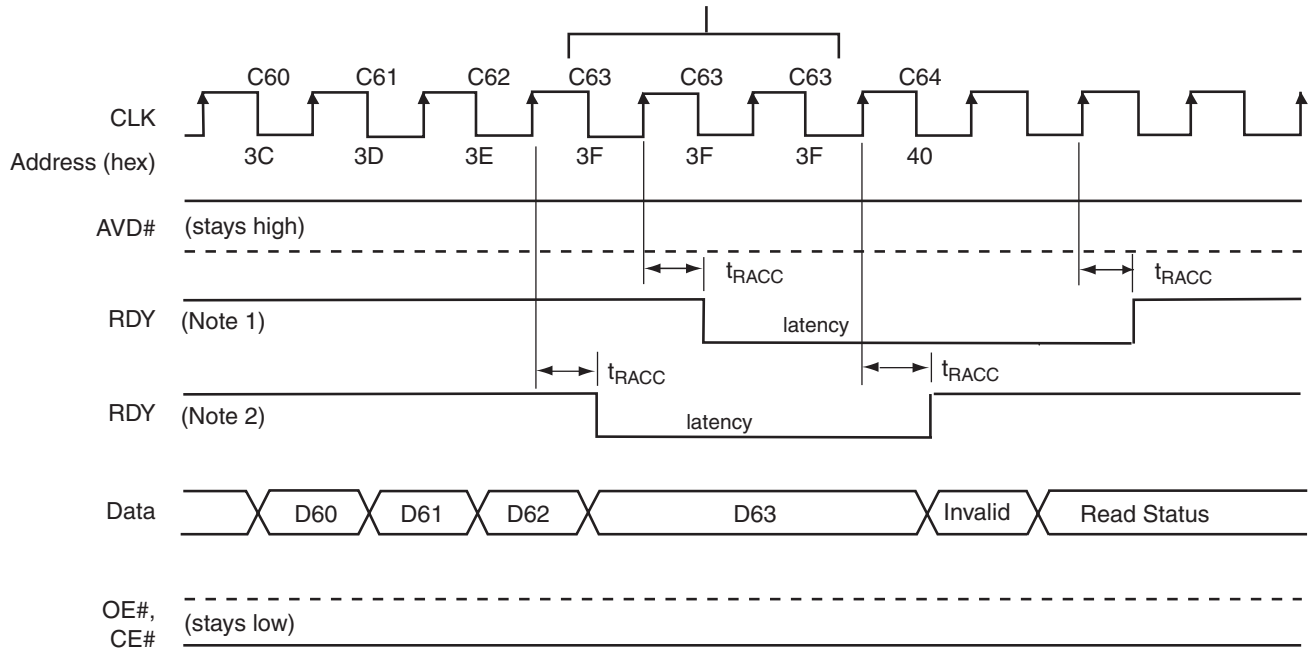 C60 C61 C62 C63 C63 C63 C64
CLK
Address (hex) 3C 3D 3E 3F 3F 3F 40
AVD# (stays high)
tRACC tRACC
RDY (Note 1) latency
tRACC tRACC
RDY (Note 2) latency
Data D60 D61 D62 D63 Invalid Read Status
OE#,
CE# (stays low)